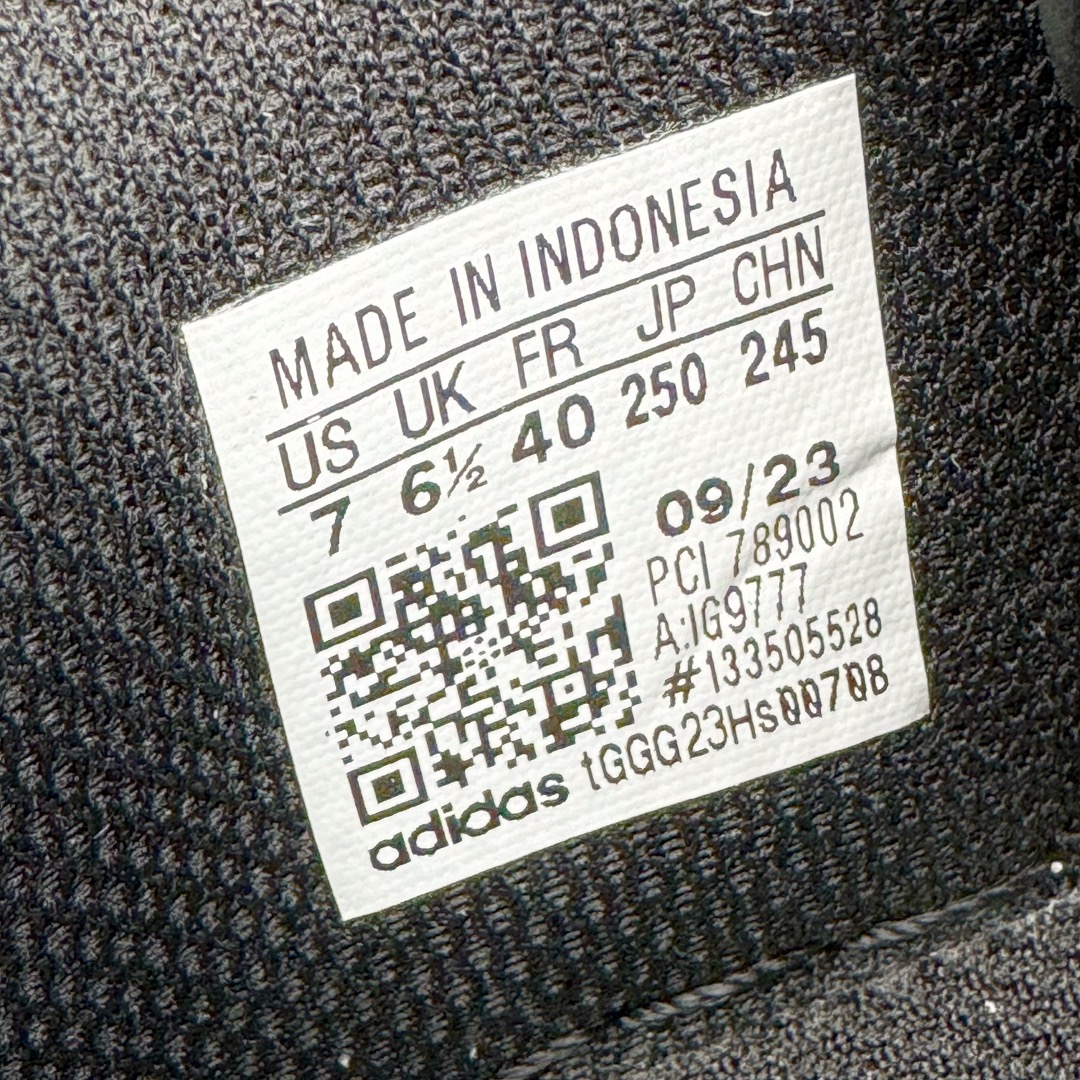 MADE IN INDONESIA
US UK FR JP CHN
7 6½ 40 250 245
09/23
PCI 789002
A:IG9777
#133505528
adidas tGGG23Hs00708